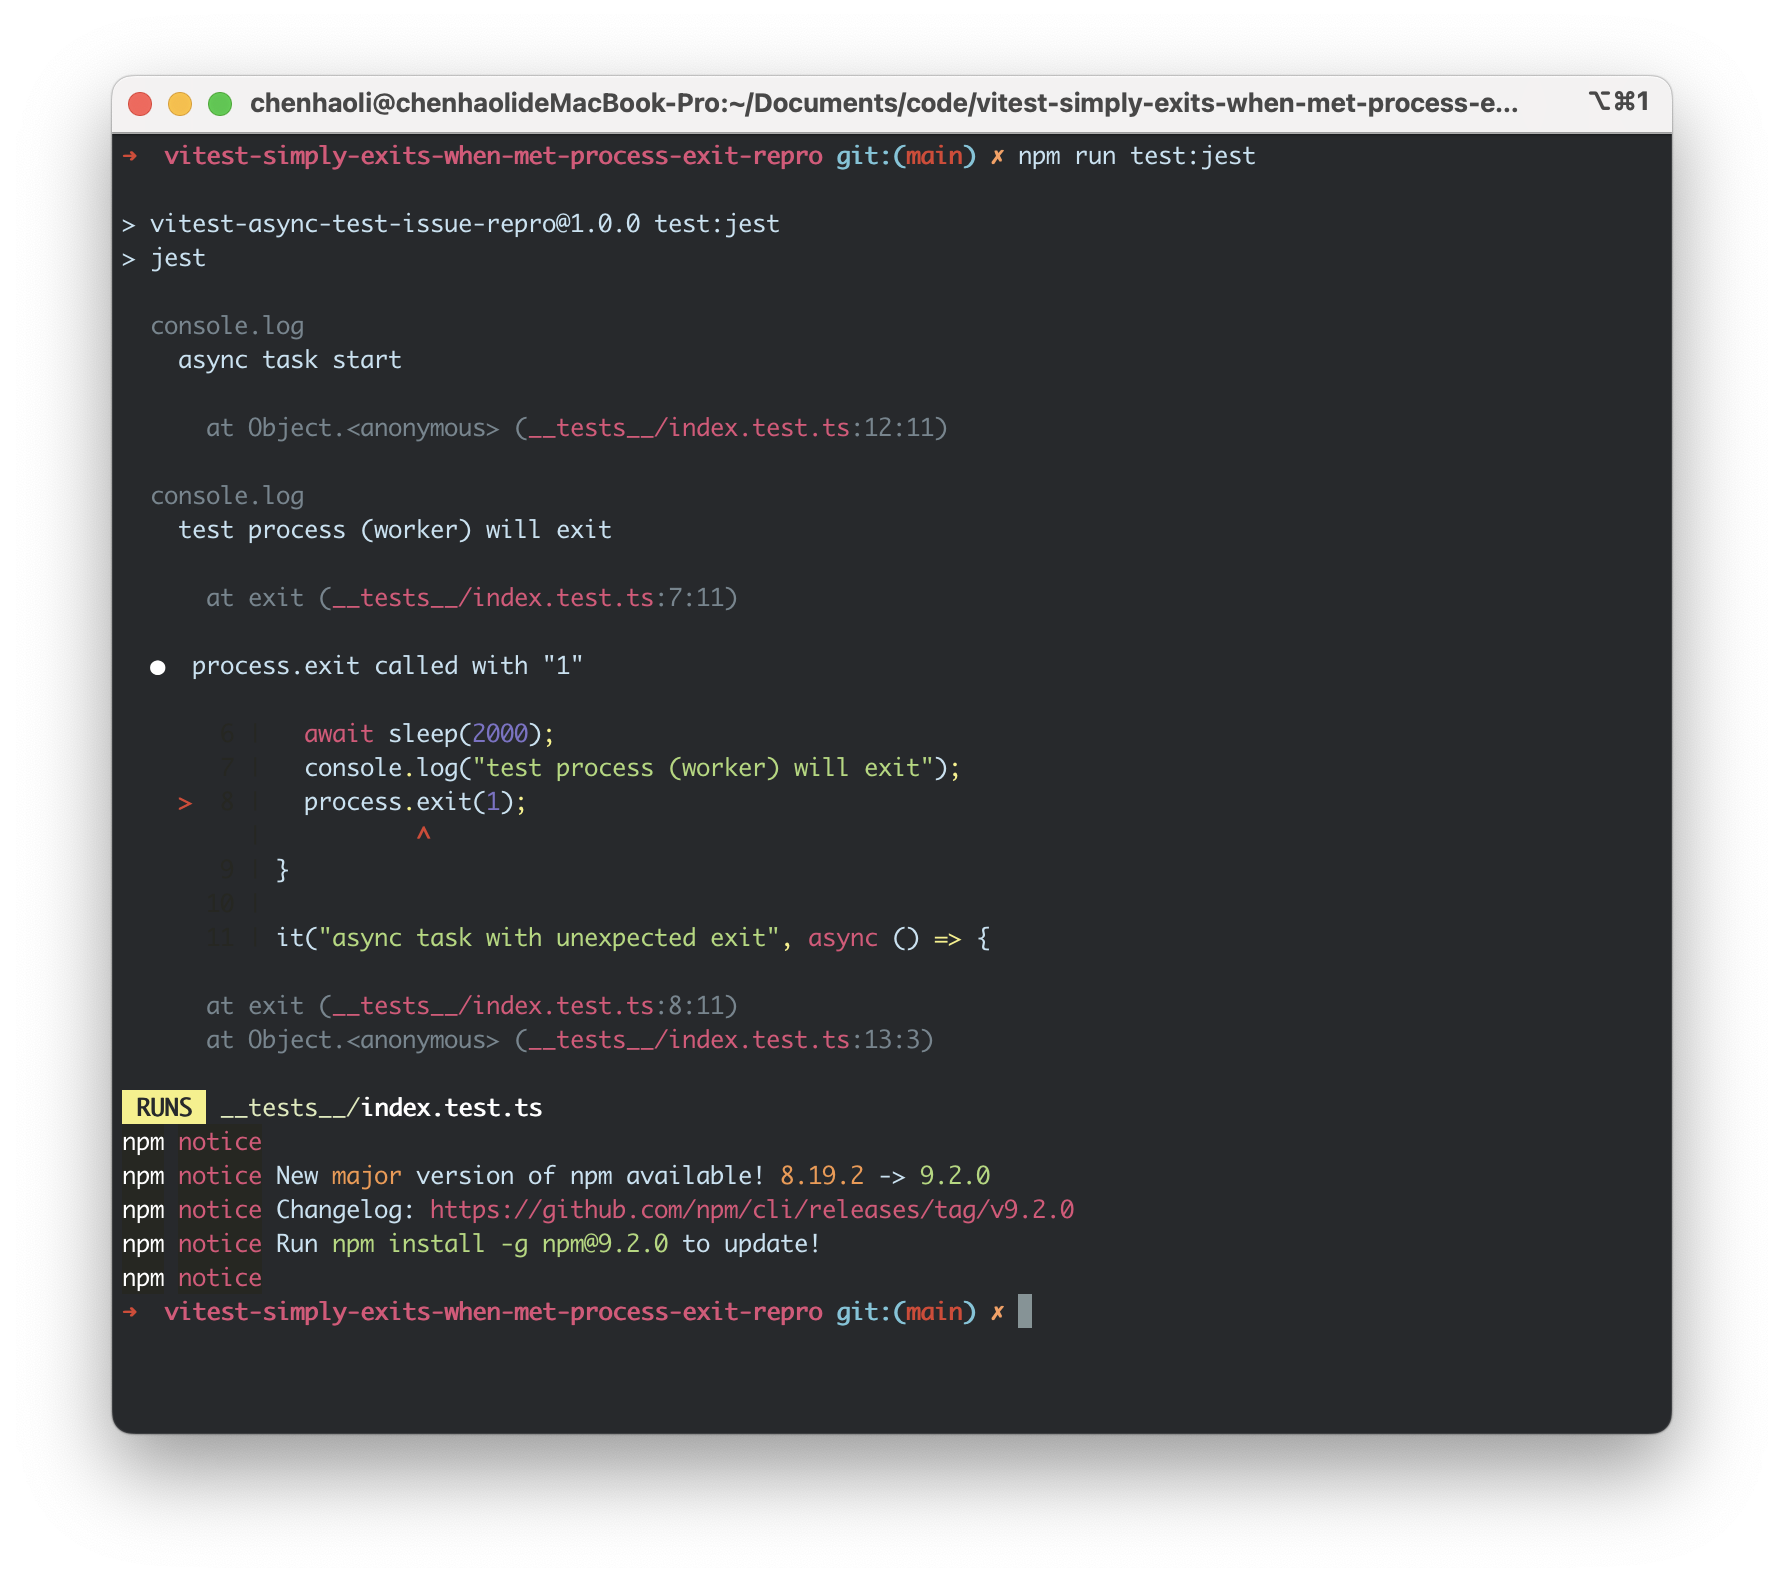 chenhaoli@chenhaolideMacBook-Pro:~/Documents/code/vitest-simply-exits-when-met-process-e... ⌥⌘1
➜  vitest-simply-exits-when-met-process-exit-repro git:(main) ✗ npm run test:jest
> vitest-async-test-issue-repro@1.0.0 test:jest
> jest
  console.log
    async task start
      at Object.<anonymous> (__tests__/index.test.ts:12:11)
  console.log
    test process (worker) will exit
      at exit (__tests__/index.test.ts:7:11)
  ●  process.exit called with "1"
       6 |   await sleep(2000);
       7 |   console.log("test process (worker) will exit");
    >  8 |   process.exit(1);
         |           ^
       9 | }
      10 |
      11 | it("async task with unexpected exit", async () => {
      at exit (__tests__/index.test.ts:8:11)
      at Object.<anonymous> (__tests__/index.test.ts:13:3)
 RUNS  __tests__/index.test.ts
npm notice
npm notice New major version of npm available! 8.19.2 -> 9.2.0
npm notice Changelog: https://github.com/npm/cli/releases/tag/v9.2.0
npm notice Run npm install -g npm@9.2.0 to update!
npm notice
➜  vitest-simply-exits-when-met-process-exit-repro git:(main) ✗